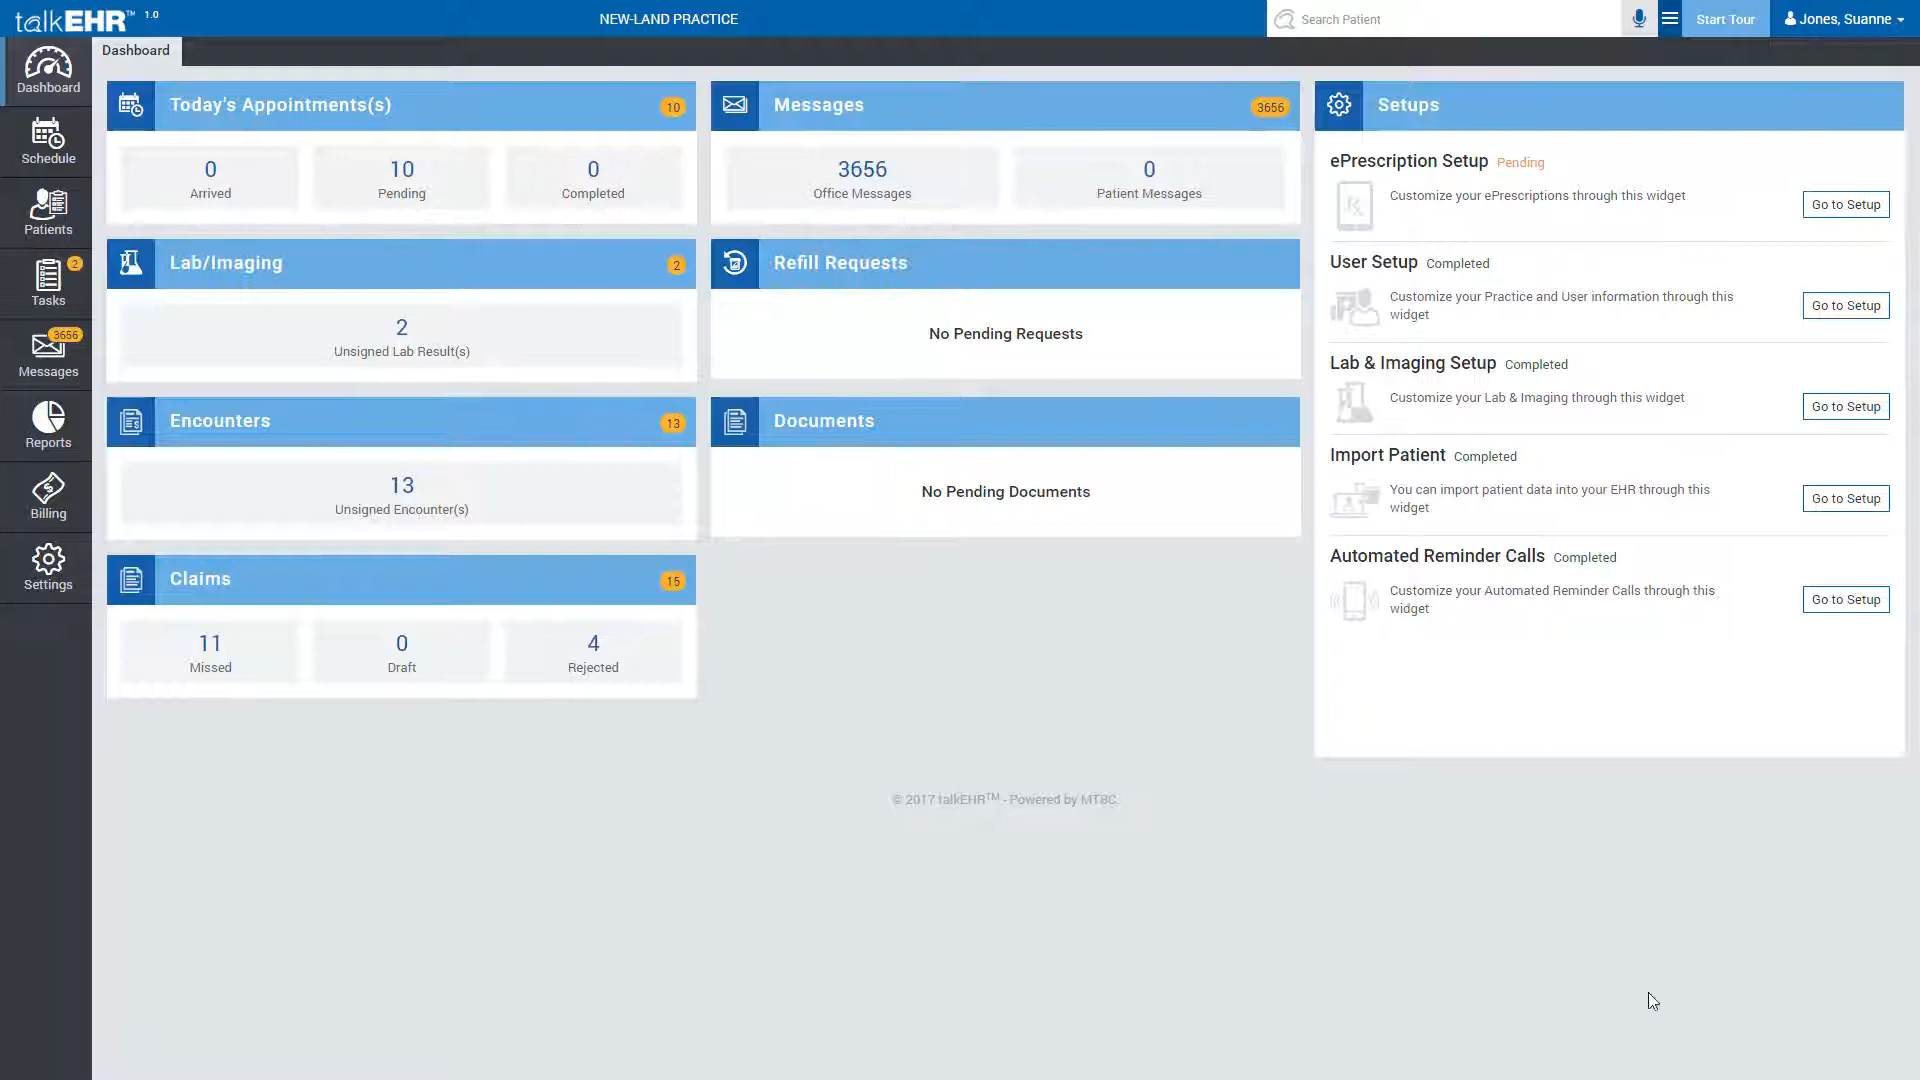 talkEHR™ 1.0
NEW-LAND PRACTICE
Search Patient
Start Tour
Jones, Suanne
Dashboard
Dashboard
Schedule
Patients
2
Tasks
3656
Messages
Reports
Billing
Settings
Today's Appointments(s)
10
0
Arrived
10
Pending
0
Completed
Messages
3656
3656
Office Messages
0
Patient Messages
Lab/Imaging
2
2
Unsigned Lab Result(s)
Refill Requests
No Pending Requests
Encounters
13
13
Unsigned Encounter(s)
Documents
No Pending Documents
Claims
15
11
Missed
0
Draft
4
Rejected
Setups
ePrescription Setup Pending
Customize your ePrescriptions through this widget
Go to Setup
User Setup Completed
Customize your Practice and User information through this
widget
Go to Setup
Lab & Imaging Setup Completed
Customize your Lab & Imaging through this widget
Go to Setup
Import Patient Completed
You can import patient data into your EHR through this
widget
Go to Setup
Automated Reminder Calls Completed
Customize your Automated Reminder Calls through this
widget
Go to Setup
© 2017 talkEHR™ - Powered by MTBC.